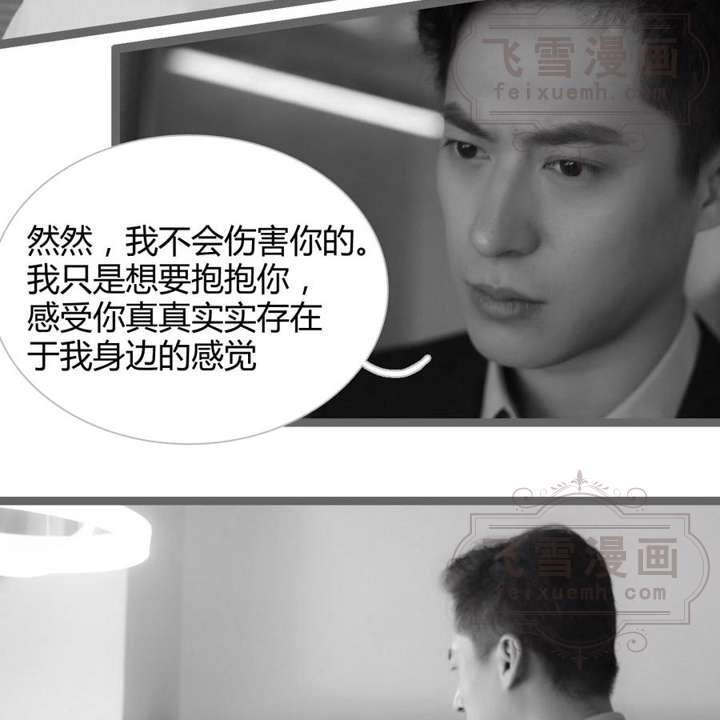 飞雪漫画
feixuemh.com
然然，我不会伤害你的。
我只是想要抱抱你，
感受你真真实实存在
于我身边的感觉
飞雪漫画
feixuemh.com